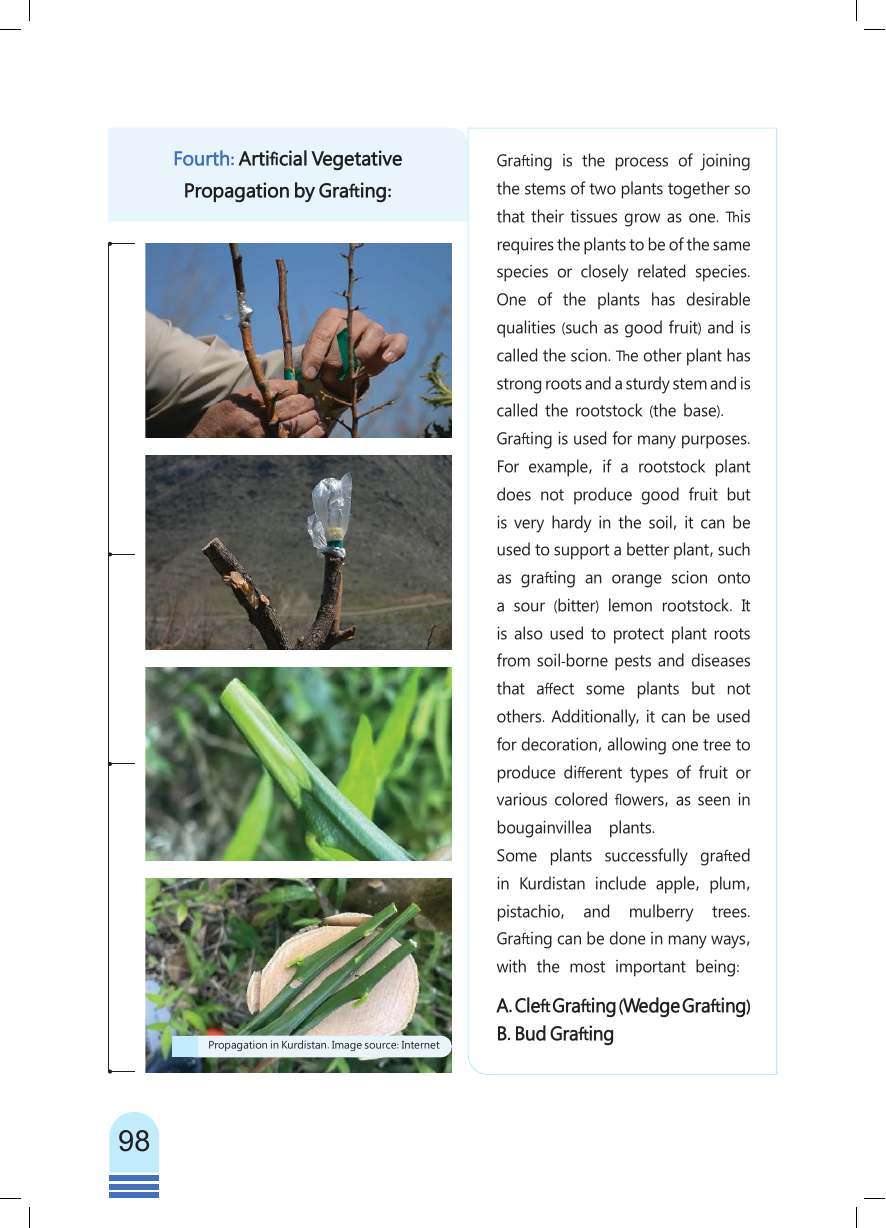 Fourth: Artificial Vegetative
Propagation by Grafting:
Grafting is the process of joining
the stems of two plants together so
that their tissues grow as one. This
requires the plants to be of the same
species or closely related species.
One of the plants has desirable
qualities (such as good fruit) and is
called the scion. The other plant has
strong roots and a sturdy stem and is
called the rootstock (the base).
Grafting is used for many purposes.
For example, if a rootstock plant
does not produce good fruit but
is very hardy in the soil, it can be
used to support a better plant, such
as grafting an orange scion onto
a sour (bitter) lemon rootstock. It
is also used to protect plant roots
from soil-borne pests and diseases
that affect some plants but not
others. Additionally, it can be used
for decoration, allowing one tree to
produce different types of fruit or
various colored flowers, as seen in
bougainvillea plants.
Some plants successfully grafted
in Kurdistan include apple, plum,
pistachio, and mulberry trees.
Grafting can be done in many ways,
with the most important being:
A. Cleft Grafting (Wedge Grafting)
B. Bud Grafting
Propagation in Kurdistan. Image source: Internet
98